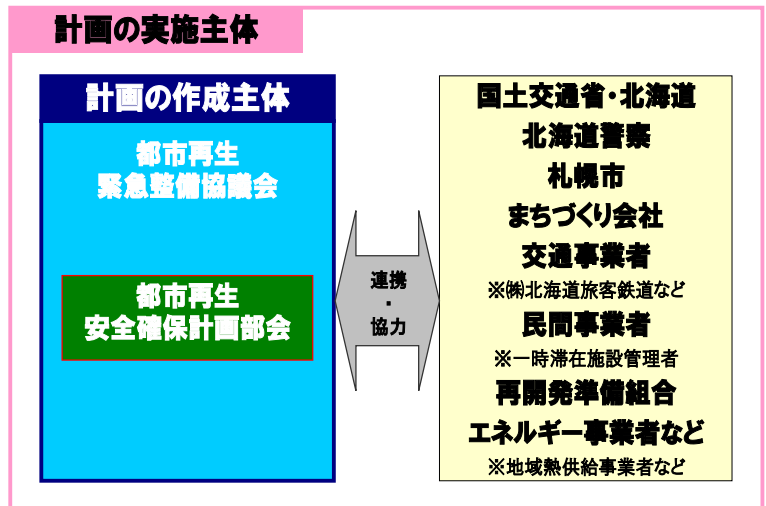 計画の実施主体
計画の作成主体
都市再生
緊急整備協議会
都市再生
安全確保計画部会
連携
・
協力
国土交通省・北海道
北海道警察
札幌市
まちづくり会社
交通事業者
※㈱北海道旅客鉄道など
民間事業者
※一時滞在施設管理者
再開発準備組合
エネルギー事業者など
※地域熱供給事業者など